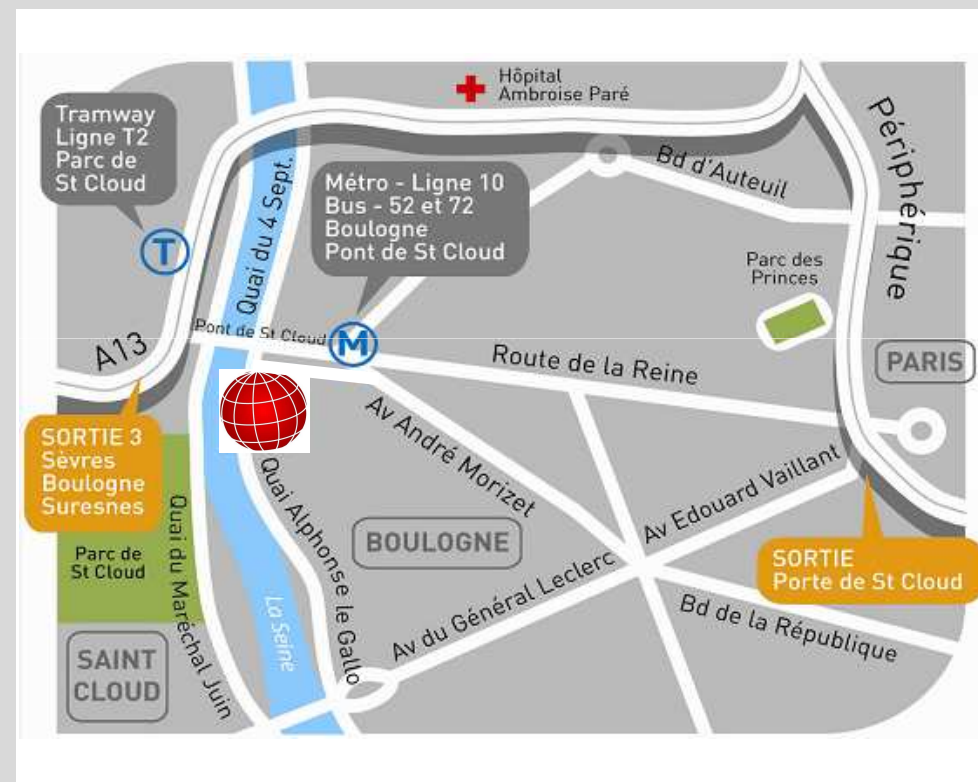 Hôpital
Ambroise Paré
Tramway
Ligne T2
Parc de
St Cloud
T
Quai du 4 Sept.
Métro - Ligne 10
Bus - 52 et 72
Boulogne
Pont de St Cloud
Bd d'Auteuil
Périphérique
Parc des
Princes
A13
Pont de St Cloud
M
Route de la Reine
PARIS
SORTIE 3
Sèvres
Boulogne
Suresnes
Av André Morizet
Quai Alphonse le Gallo
Av Edouard Vaillant
Quai du Maréchal Juin
Parc de
St Cloud
BOULOGNE
SORTIE
Porte de St Cloud
La Seine
Av du Général Leclerc
Bd de la République
SAINT
CLOUD